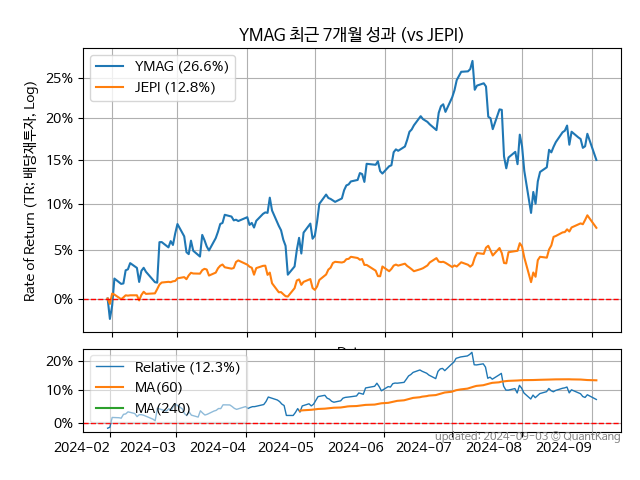 YMAG 최근 7개월 성과 (vs JEPI)
Rate of Return (TR: 배당재투자, Log)
YMAG (26.6%)
JEPI (12.8%)
25%
20%
15%
10%
5%
0%
Relative (12.3%)
MA(60)
MA(240)
20%
10%
0%
2024-02 2024-03 2024-04 2024-05 2024-06 2024-07 2024-08 2024-09
updated: 2024-09-03 © QuantKang